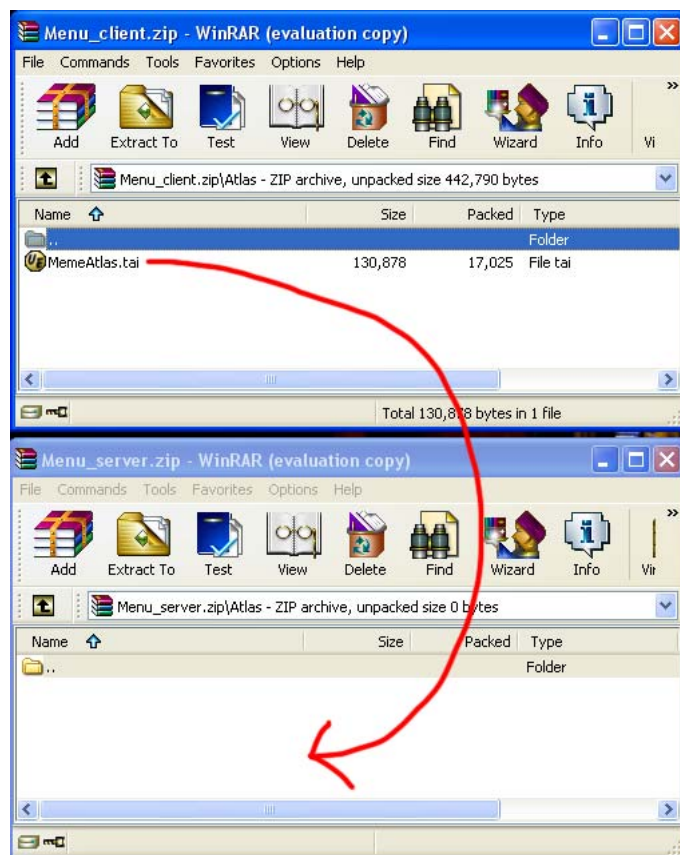 Menu_client.zip - WinRAR (evaluation copy)
File Commands Tools Favorites Options Help
»
Add Extract To Test View Delete Find Wizard Info Vi
Menu_client.zip\Atlas - ZIP archive, unpacked size 442,790 bytes
Name Size Packed Type
.. Folder
MemeAtlas.tai 130,878 17,025 File tai
Total 130,878 bytes in 1 file
Menu_server.zip - WinRAR (evaluation copy)
File Commands Tools Favorites Options Help
»
Add Extract To Test View Delete Find Wizard Info Vir
Menu_server.zip\Atlas - ZIP archive, unpacked size 0 bytes
Name Size Packed Type
.. Folder